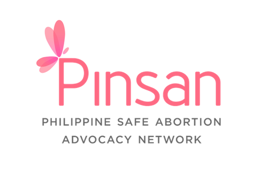 Pinsan
PHILIPPINE SAFE ABORTION
ADVOCACY NETWORK